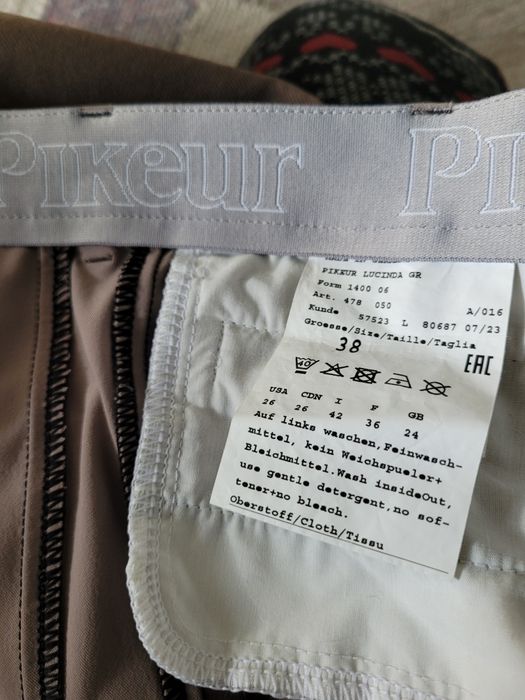 PIKEUR PI
PIKEUR LUCINDA GR
Form 1400 06
Art. 478 050 A/016
Kunde 57523 L 80687 07/23
Groesse/Size/Taille/Taglia
38
40 EAC
USA CDN I F GB
26 26 42 36 24
Auf links waschen,Feinwasch-
mittel, kein Weichspueler+
Bleichmittel.Wash insideOut,
use gentle detergent,no sof-
tener+no bleach.
Oberstoff/Cloth/Tissu